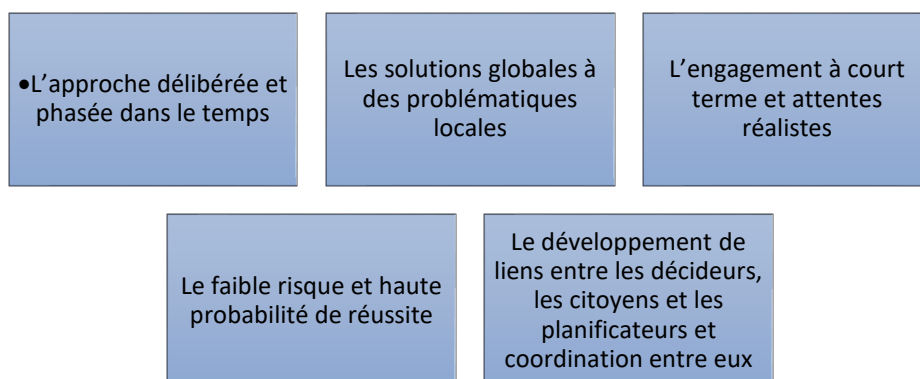 •L’approche délibérée et
phasée dans le temps
Les solutions globales à
des problématiques
locales
L’engagement à court
terme et attentes
réalistes
Le faible risque et haute
probabilité de réussite
Le développement de
liens entre les décideurs,
les citoyens et les
planificateurs et
coordination entre eux